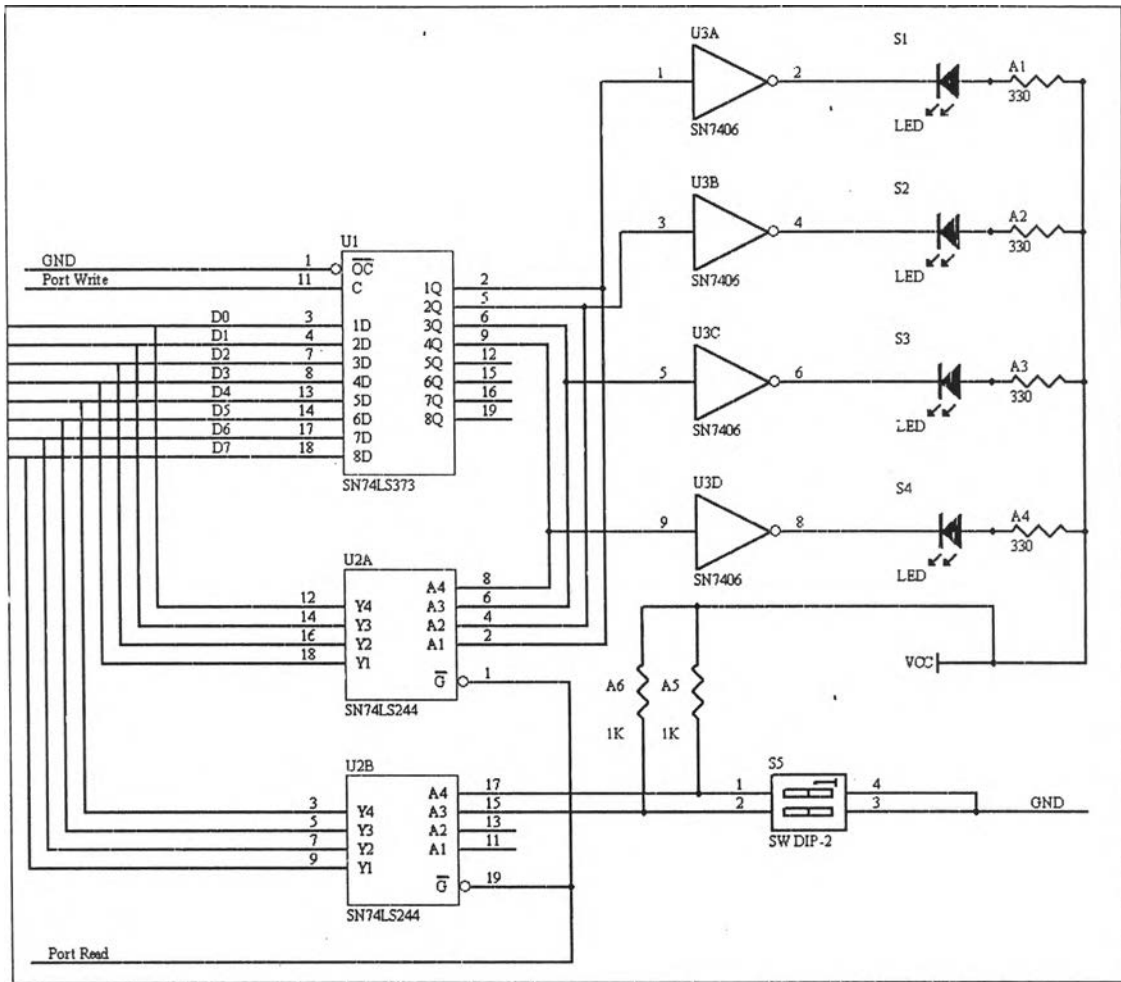 U3A
1
2
SN7406
S1
LED
A1
330
U3B
3
4
SN7406
S2
LED
A2
330
U1
GND
1
OC
Port Write
11
C
1Q
2
2Q
5
D0
3
1D
3Q
6
D1
4
2D
4Q
9
D2
7
3D
5Q
12
D3
8
4D
6Q
15
D4
13
5D
7Q
16
D5
14
6D
8Q
19
D6
17
7D
D7
18
8D
SN74LS373
U3C
5
6
SN7406
S3
LED
A3
330
U3D
9
8
SN7406
S4
LED
A4
330
U2A
A4
8
12
Y4
A3
6
14
Y3
A2
4
16
Y2
A1
2
18
Y1
G
1
SN74LS244
VCC
A6
A5
1K
1K
U2B
A4
17
3
Y4
A3
15
5
Y3
A2
13
7
Y2
A1
11
9
Y1
G
19
SN74LS244
S5
1
4
2
3
GND
SW DIP-2
Port Read